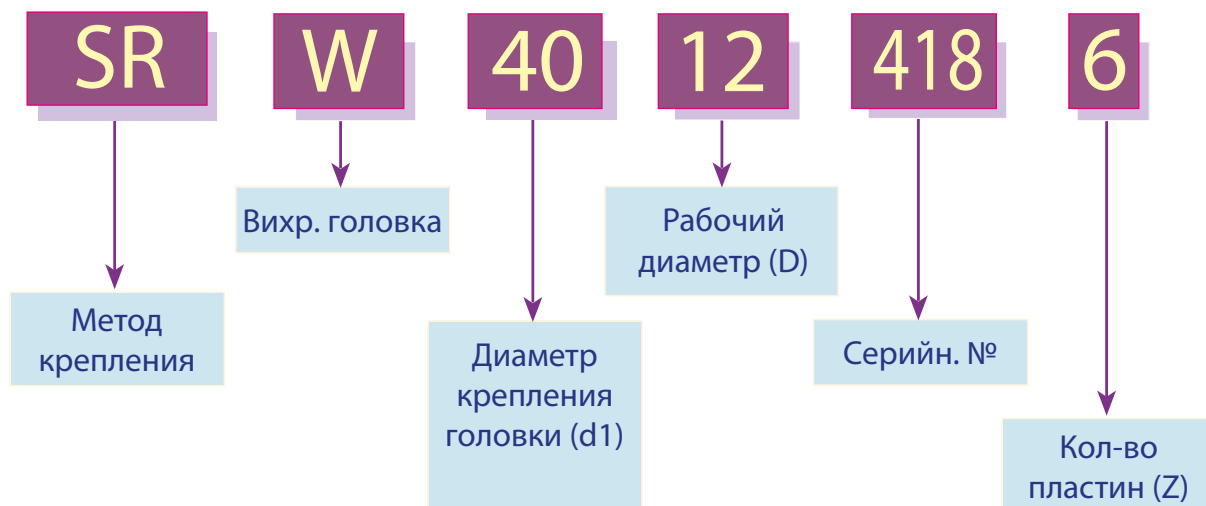 SR W 40 12 418 6
Вихр. головка
Рабочий
диаметр (D)
Метод
крепления
Диаметр
крепления
головки (d1)
Серийн. №
Кол-во
пластин (Z)